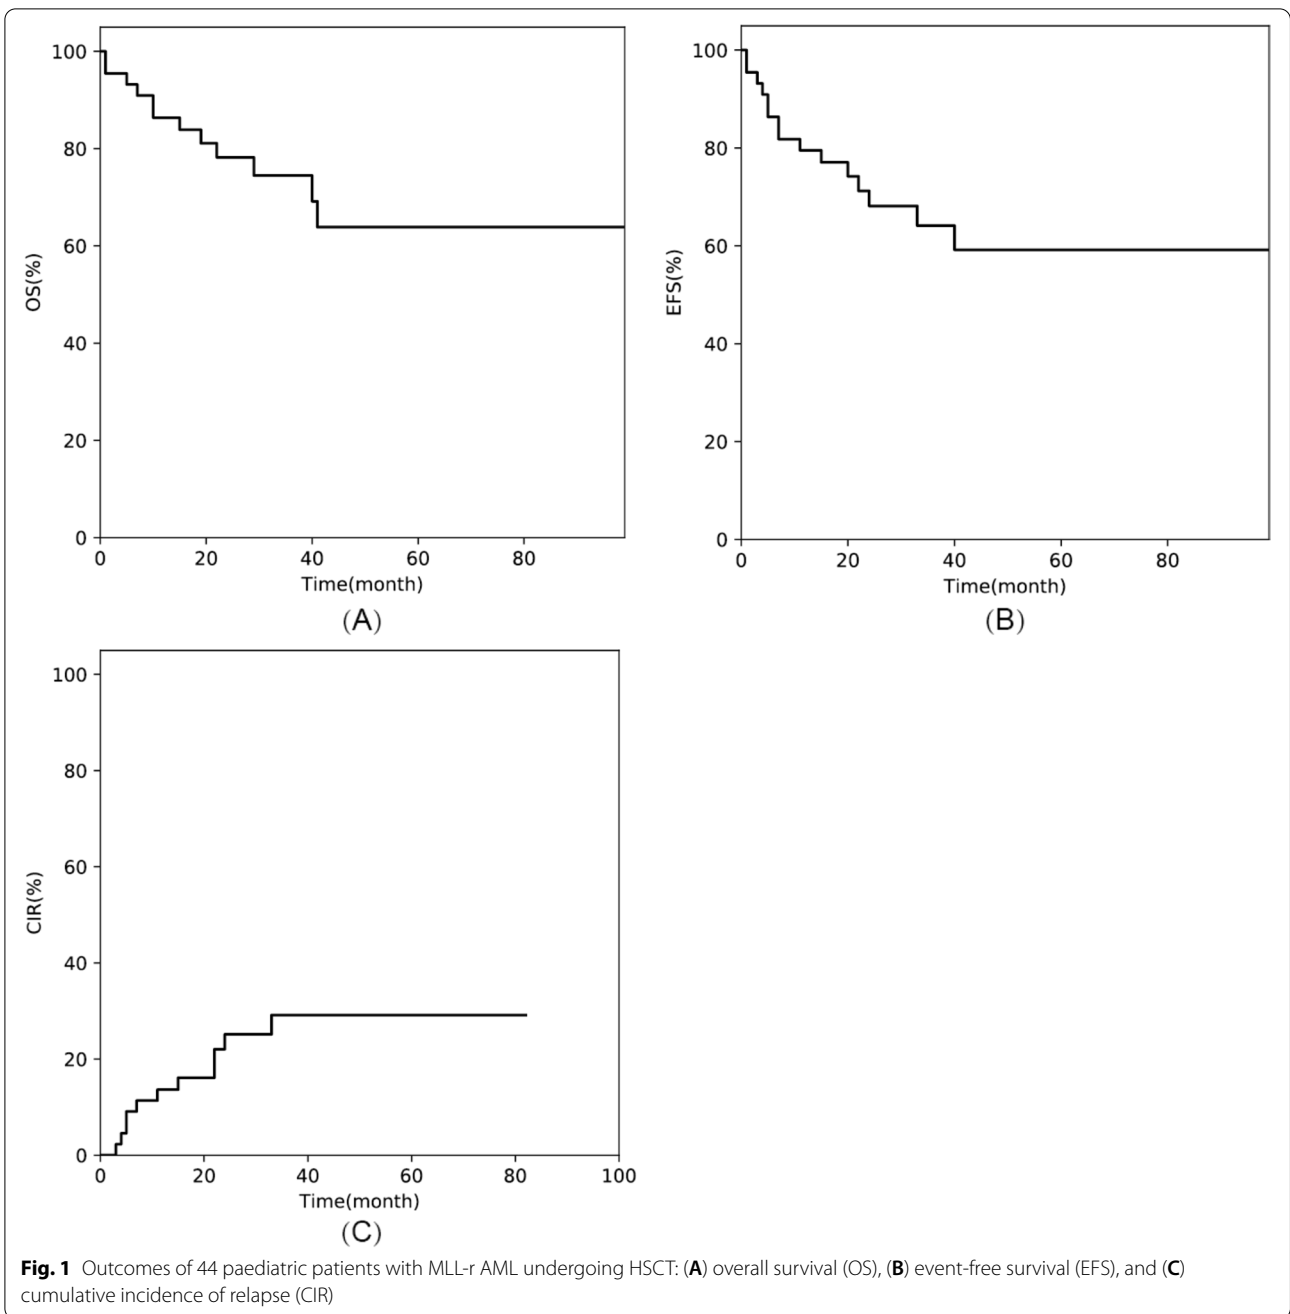 100
80
60
40
20
0
OS(%)
0 20 40 60 80
Time(month)
(A)
100
80
60
40
20
0
EFS(%)
0 20 40 60 80
Time(month)
(B)
100
80
60
40
20
0
CIR(%)
0 20 40 60 80 100
Time(month)
(C)
Fig. 1 Outcomes of 44 paediatric patients with MLL-r AML undergoing HSCT: (A) overall survival (OS), (B) event-free survival (EFS), and (C)
cumulative incidence of relapse (CIR)